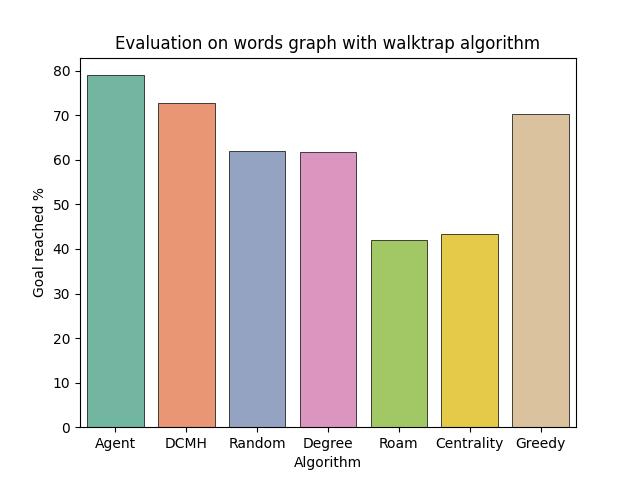 Evaluation on words graph with walktrap algorithm
Goal reached %
80
70
60
50
40
30
20
10
0
Agent DCMH Random Degree Roam Centrality Greedy
Algorithm